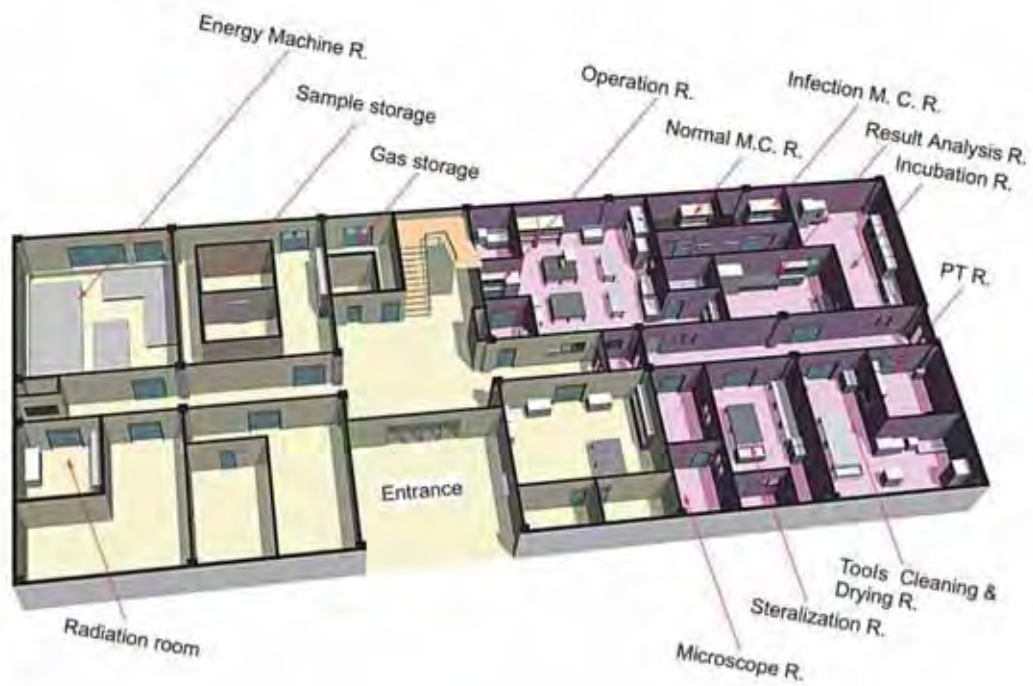 Energy Machine R.
Sample storage
Gas storage
Operation R.
Normal M.C. R.
Infection M. C. R.
Result Analysis R.
Incubation R.
PT R.
Entrance
Radiation room
Microscope R.
Steralization R.
Tools Cleaning &
Drying R.